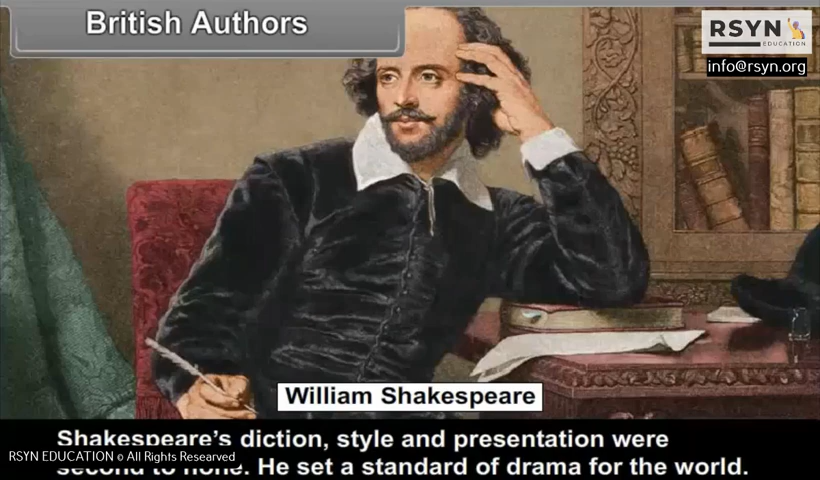 British Authors
RSYN
EDUCATION
info@rsyn.org
William Shakespeare
Shakespeare's diction, style and presentation were
RSYN EDUCATION © All Rights Reserved
second to none. He set a standard of drama for the world.